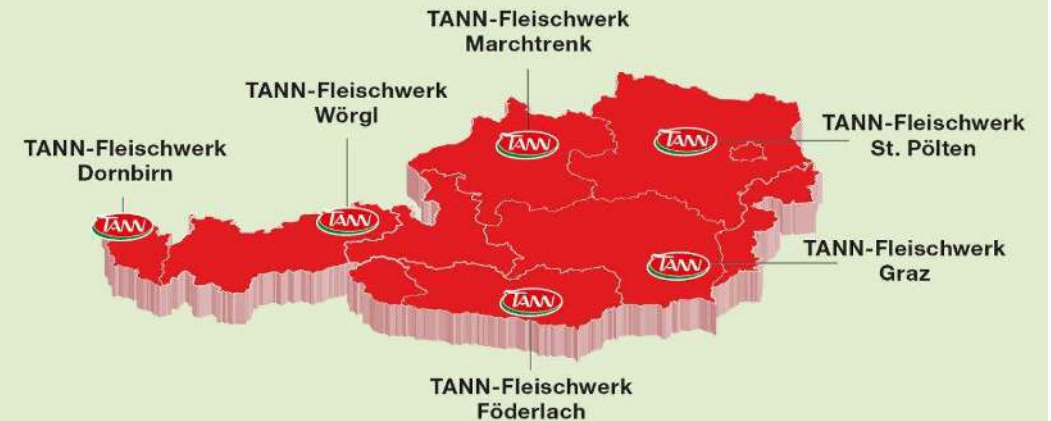 TANN-Fleischwerk
Marchtrenk
TANN-Fleischwerk
Wörgl
TANN-Fleischwerk
St. Pölten
TANN-Fleischwerk
Dornbirn
TANN
TANN
TANN
TANN
TANN
TANN
TANN-Fleischwerk
Graz
TANN-Fleischwerk
Föderlach